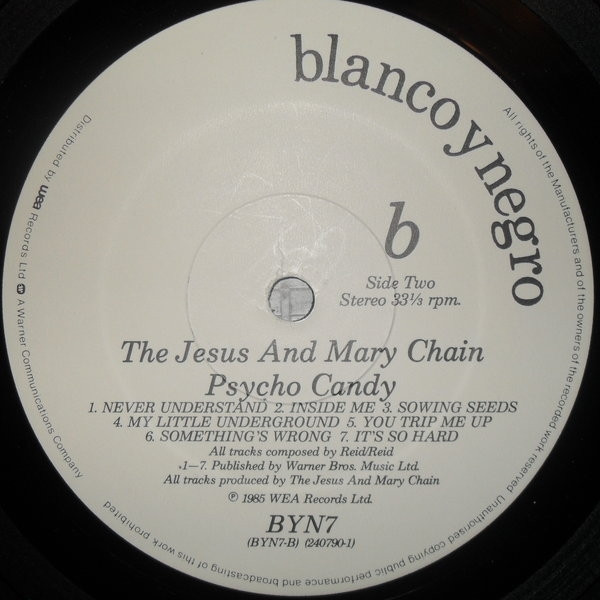 blanco y negro
b
Side Two
Stereo 33⅓ rpm.
The Jesus And Mary Chain
Psycho Candy
1. NEVER UNDERSTAND 2. INSIDE ME 3. SOWING SEEDS
4. MY LITTLE UNDERGROUND 5. YOU TRIP ME UP
6. SOMETHING'S WRONG 7. IT'S SO HARD
All tracks composed by Reid/Reid
1—7. Published by Warner Bros. Music Ltd.
All tracks produced by The Jesus And Mary Chain
℗ 1985 WEA Records Ltd.
BYN7
(BYN7-B) (240790-1)
All rights of the Manufacturers and of the owners of the recorded work reserved Unauthorised copying public performance and broadcasting of this work prohibited
Distributed by wea Records Ltd A Warner Communications Company